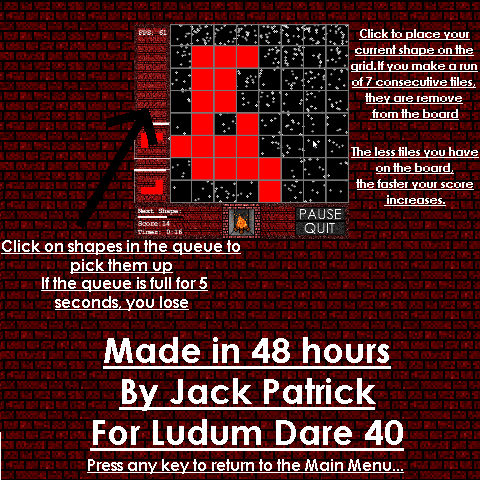 FPS: 61
Click to place your
current shape on the
grid.If you make a run
of 7 consecutive tiles,
they are remove
from the board
The less tiles you have
on the board,
the faster your score
increases.
Next Shape:
Score:14
Times: 0:16
PAUSE
QUIT
Click on shapes in the queue to
pick them up
If the queue is full for 5
seconds, you lose
Made in 48 hours
By Jack Patrick
For Ludum Dare 40
Press any key to return to the Main Menu...